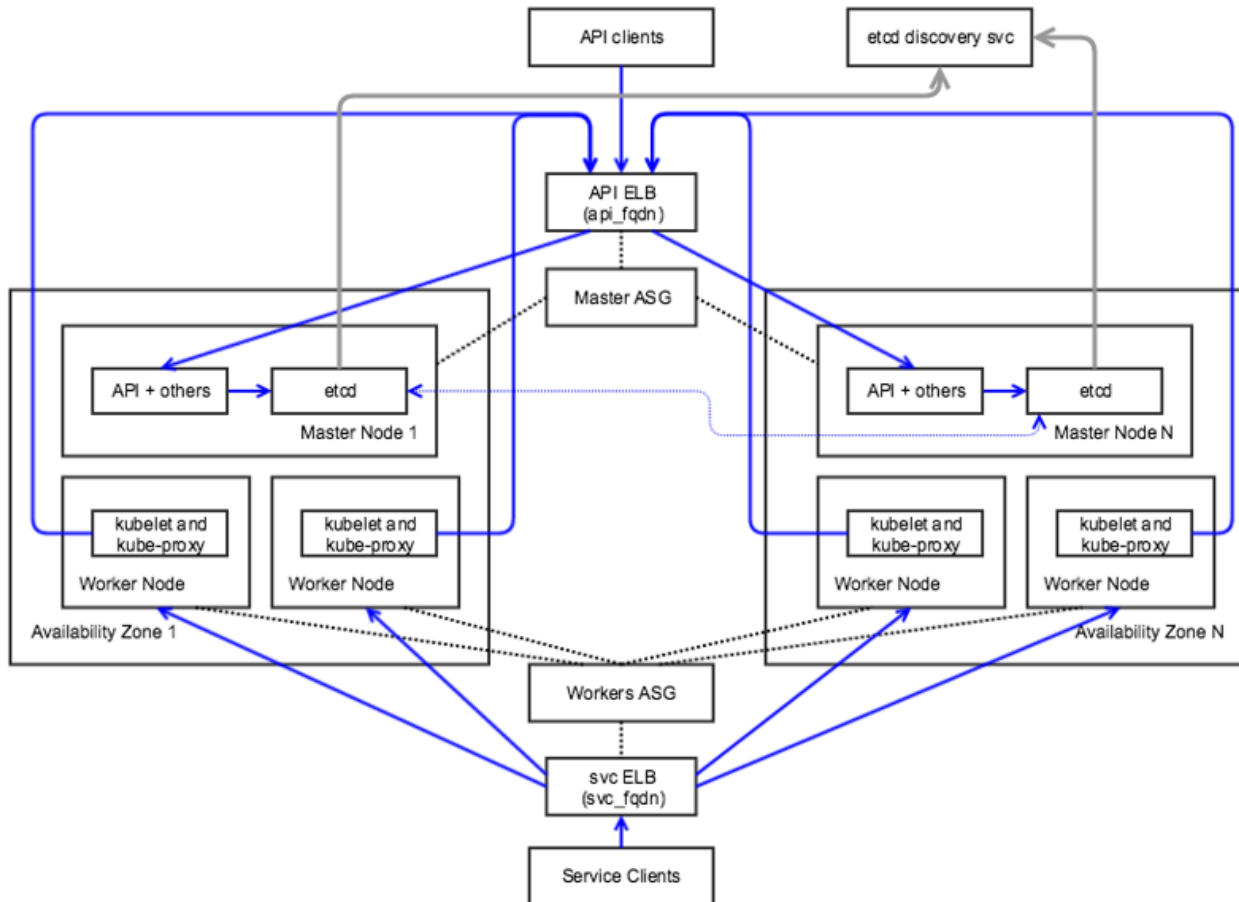 API clients
etcd discovery svc
API ELB
(api_fqdn)
Master ASG
API + others
etcd
Master Node 1
API + others
etcd
Master Node N
kubelet and
kube-proxy
Worker Node
kubelet and
kube-proxy
Worker Node
Availability Zone 1
kubelet and
kube-proxy
Worker Node
kubelet and
kube-proxy
Worker Node
Availability Zone N
Workers ASG
svc ELB
(svc_fqdn)
Service Clients